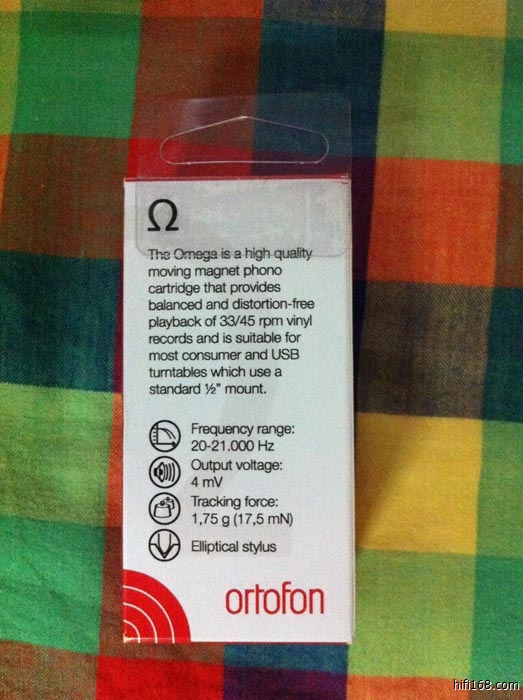 Ω
The Omega is a high quality
moving magnet phono
cartridge that provides
balanced and distortion-free
playback of 33/45 rpm vinyl
records and is suitable for
most consumer and USB
turntables which use a
standard ½" mount.
Frequency range:
20-21.000 Hz
Output voltage:
4 mV
Tracking force:
1,75 g (17,5 mN)
Elliptical stylus
ortofon
hifi168.com